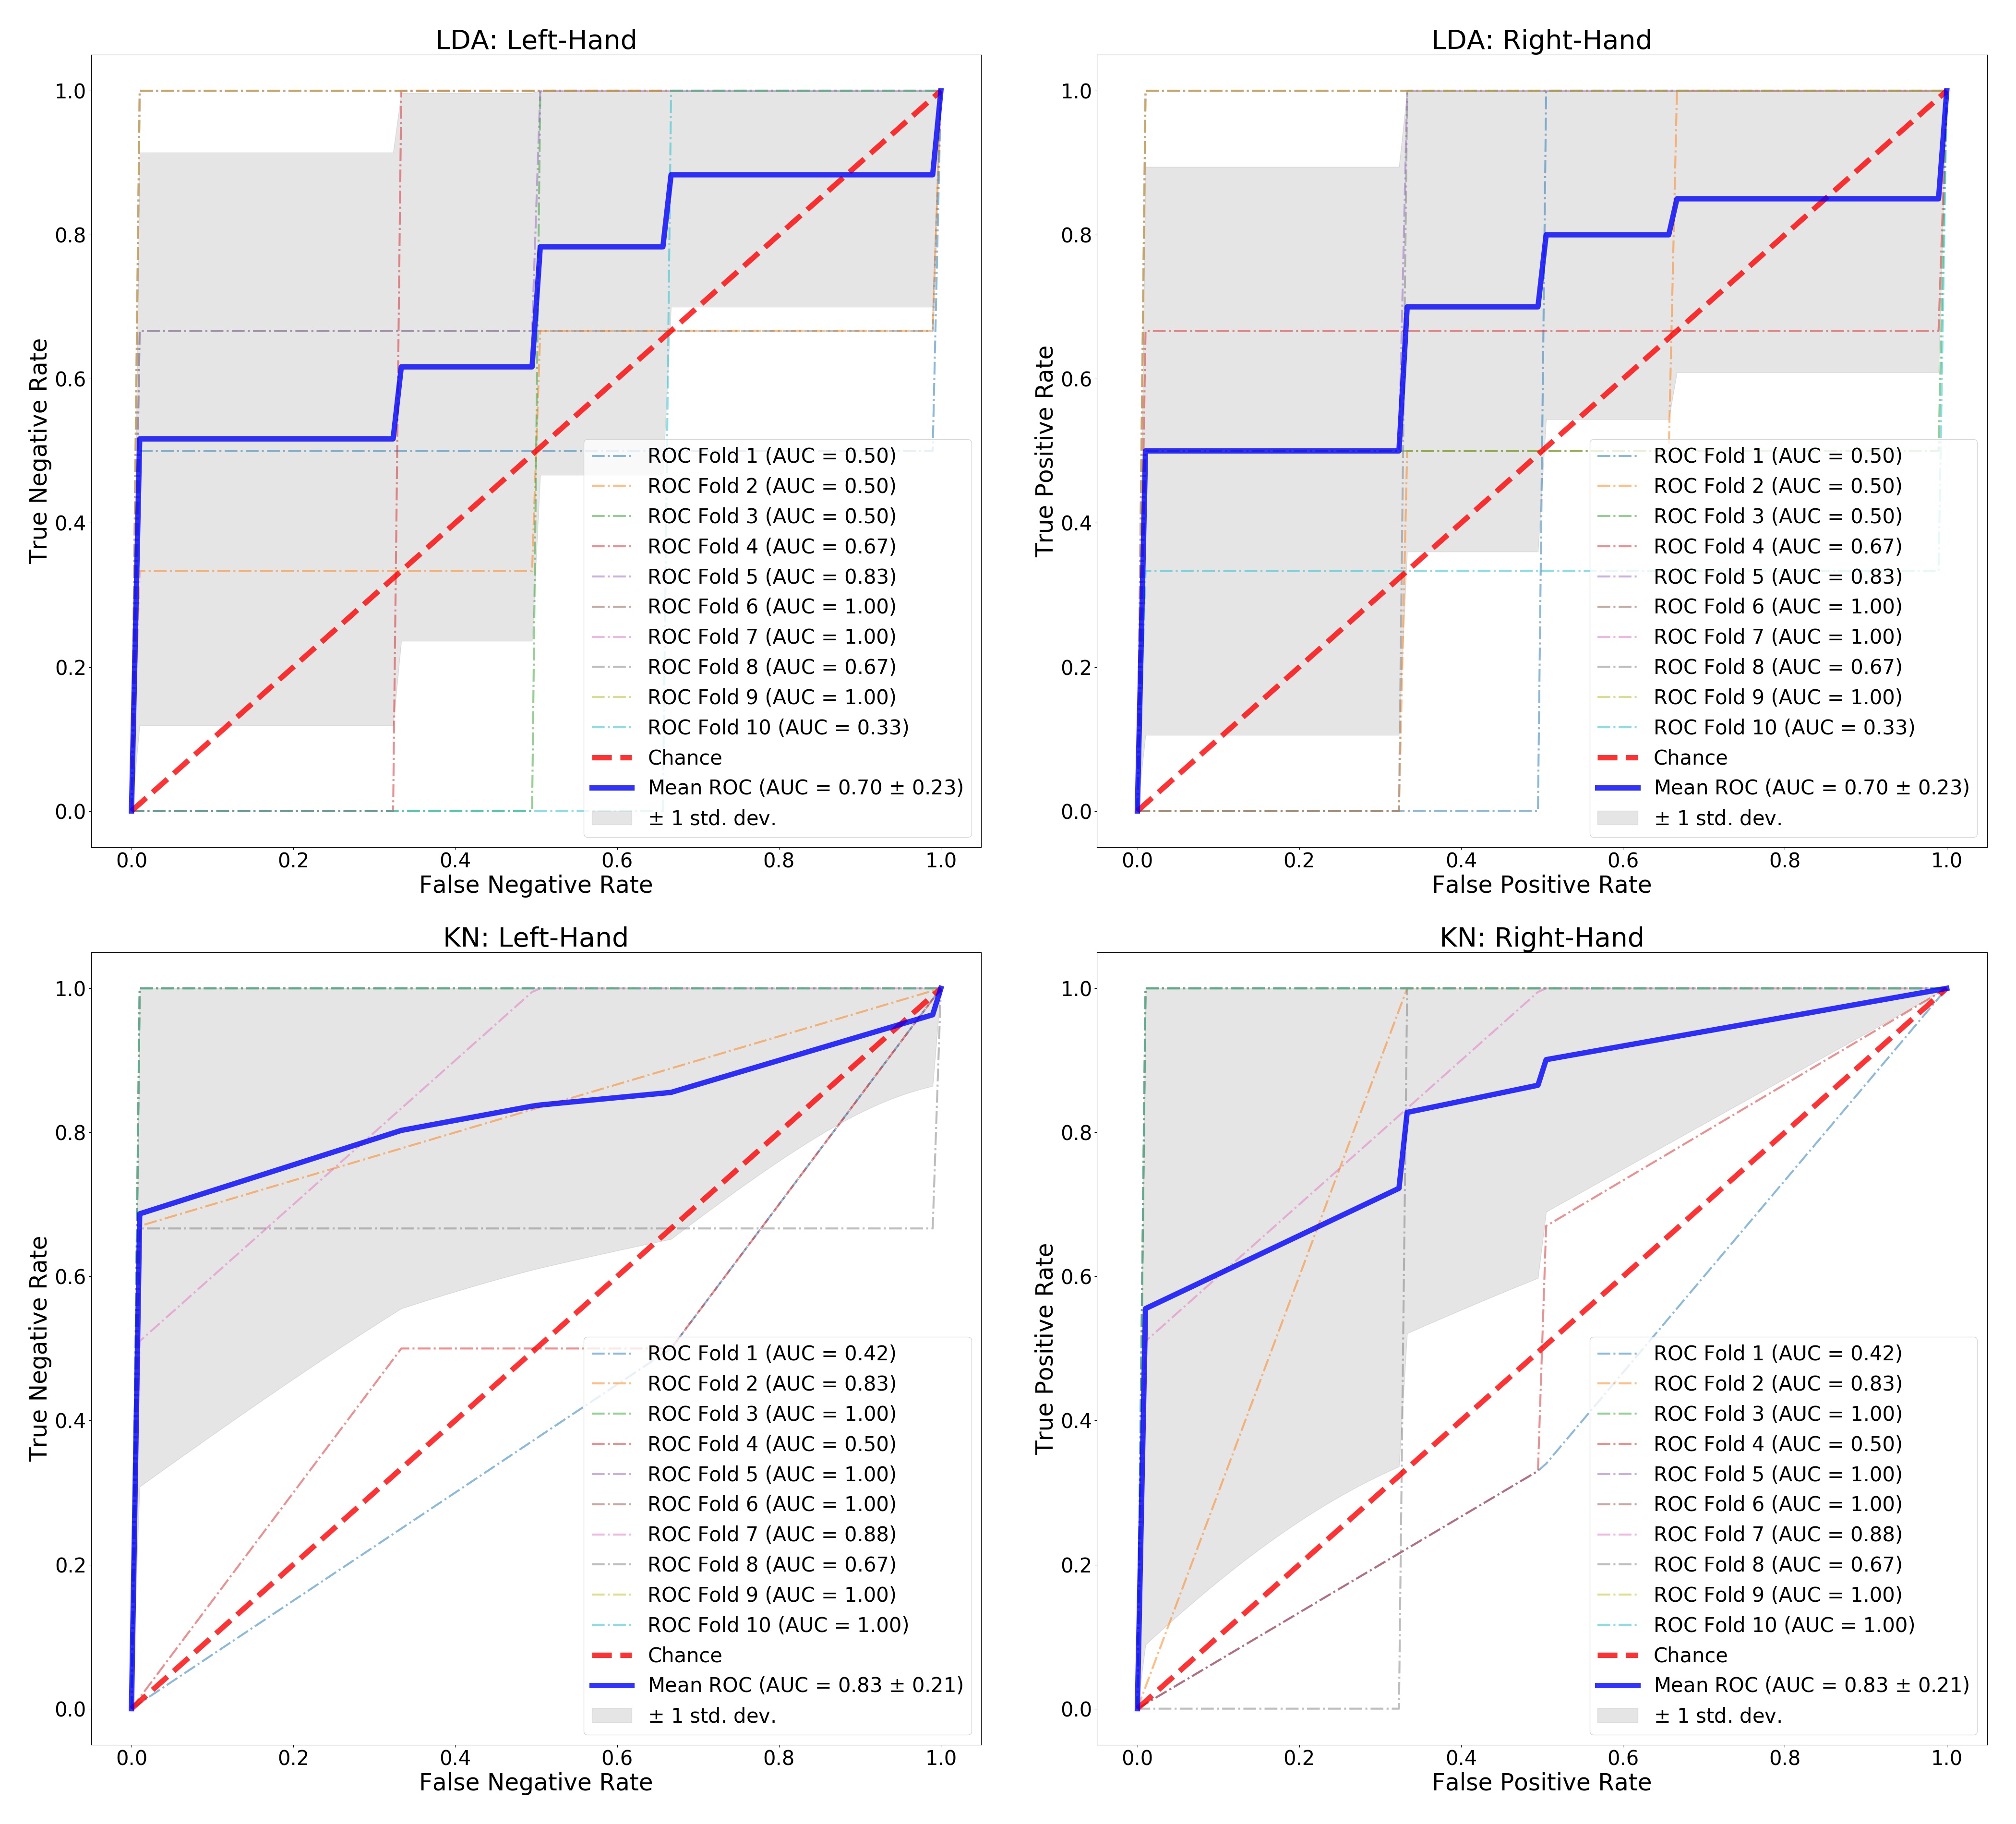 LDA: Left-Hand
1.0
0.8
0.6
0.4
0.2
0.0
True Negative Rate
ROC Fold 1 (AUC = 0.50)
ROC Fold 2 (AUC = 0.50)
ROC Fold 3 (AUC = 0.50)
ROC Fold 4 (AUC = 0.67)
ROC Fold 5 (AUC = 0.83)
ROC Fold 6 (AUC = 1.00)
ROC Fold 7 (AUC = 1.00)
ROC Fold 8 (AUC = 0.67)
ROC Fold 9 (AUC = 1.00)
ROC Fold 10 (AUC = 0.33)
Chance
Mean ROC (AUC = 0.70 ± 0.23)
± 1 std. dev.
0.0 0.2 0.4 0.6 0.8 1.0
False Negative Rate
LDA: Right-Hand
1.0
0.8
0.6
0.4
0.2
0.0
True Positive Rate
ROC Fold 1 (AUC = 0.50)
ROC Fold 2 (AUC = 0.50)
ROC Fold 3 (AUC = 0.50)
ROC Fold 4 (AUC = 0.67)
ROC Fold 5 (AUC = 0.83)
ROC Fold 6 (AUC = 1.00)
ROC Fold 7 (AUC = 1.00)
ROC Fold 8 (AUC = 0.67)
ROC Fold 9 (AUC = 1.00)
ROC Fold 10 (AUC = 0.33)
Chance
Mean ROC (AUC = 0.70 ± 0.23)
± 1 std. dev.
0.0 0.2 0.4 0.6 0.8 1.0
False Positive Rate
KN: Left-Hand
1.0
0.8
0.6
0.4
0.2
0.0
True Negative Rate
ROC Fold 1 (AUC = 0.42)
ROC Fold 2 (AUC = 0.83)
ROC Fold 3 (AUC = 1.00)
ROC Fold 4 (AUC = 0.50)
ROC Fold 5 (AUC = 1.00)
ROC Fold 6 (AUC = 1.00)
ROC Fold 7 (AUC = 0.88)
ROC Fold 8 (AUC = 0.67)
ROC Fold 9 (AUC = 1.00)
ROC Fold 10 (AUC = 1.00)
Chance
Mean ROC (AUC = 0.83 ± 0.21)
± 1 std. dev.
0.0 0.2 0.4 0.6 0.8 1.0
False Negative Rate
KN: Right-Hand
1.0
0.8
0.6
0.4
0.2
0.0
True Positive Rate
ROC Fold 1 (AUC = 0.42)
ROC Fold 2 (AUC = 0.83)
ROC Fold 3 (AUC = 1.00)
ROC Fold 4 (AUC = 0.50)
ROC Fold 5 (AUC = 1.00)
ROC Fold 6 (AUC = 1.00)
ROC Fold 7 (AUC = 0.88)
ROC Fold 8 (AUC = 0.67)
ROC Fold 9 (AUC = 1.00)
ROC Fold 10 (AUC = 1.00)
Chance
Mean ROC (AUC = 0.83 ± 0.21)
± 1 std. dev.
0.0 0.2 0.4 0.6 0.8 1.0
False Positive Rate